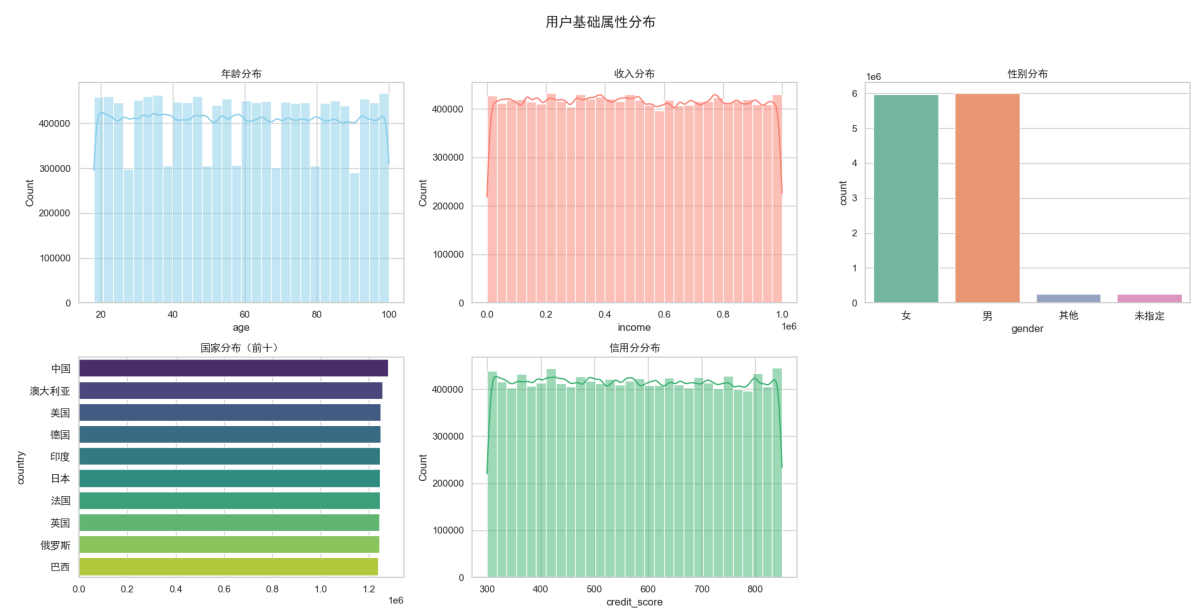 用户基础属性分布
年龄分布
Count
400000
300000
200000
100000
0
20
40
60
80
100
age
收入分布
Count
400000
300000
200000
100000
0
0.0
0.2
0.4
0.6
0.8
1.0
1e6
income
性别分布
1e6
count
6
5
4
3
2
1
0
女
男
其他
未指定
gender
国家分布（前十）
country
中国
澳大利亚
美国
德国
印度
日本
法国
英国
俄罗斯
巴西
0.0
0.2
0.4
0.6
0.8
1.0
1.2
1e6
信用分分布
Count
400000
300000
200000
100000
0
300
400
500
600
700
800
credit_score